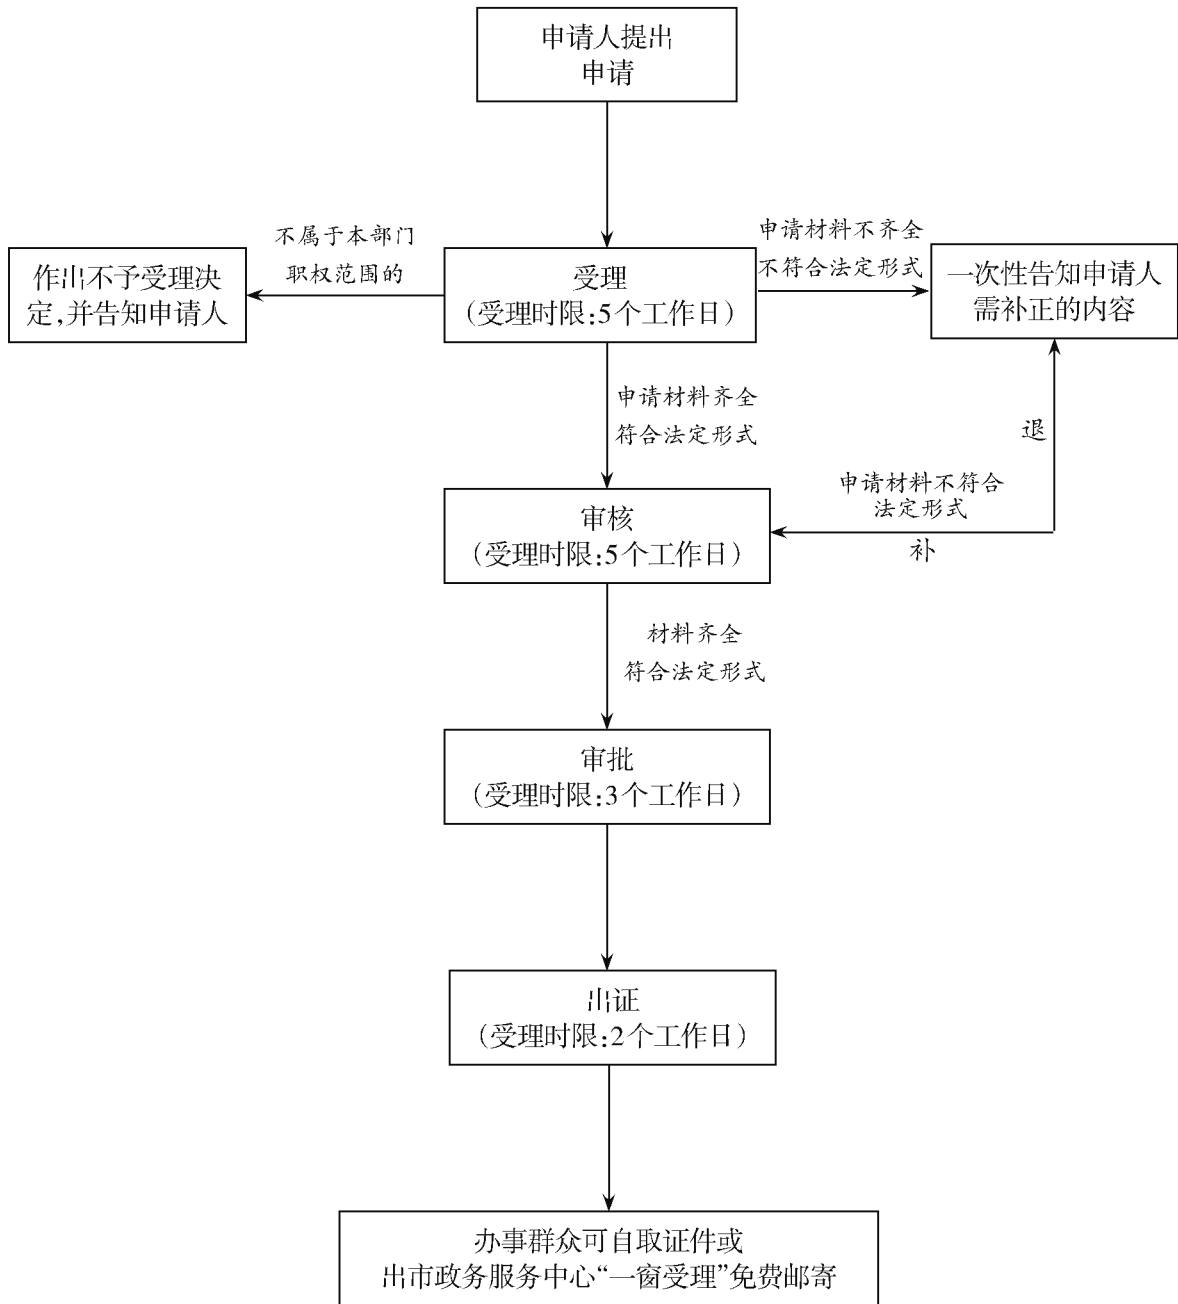 申请人提出
申请
不属于本部门
职权范围的
申请材料不齐全
不符合法定形式
作出不予受理决
定,并告知申请人
受理
(受理时限:5个工作日)
一次性告知申请人
需补正的内容
申请材料齐全
符合法定形式
退
申请材料不符合
法定形式
补
审核
(受理时限:5个工作日)
材料齐全
符合法定形式
审批
(受理时限:3个工作日)
出证
(受理时限:2个工作日)
办事群众可自取证件或
出市政务服务中心“一窗受理”免费邮寄